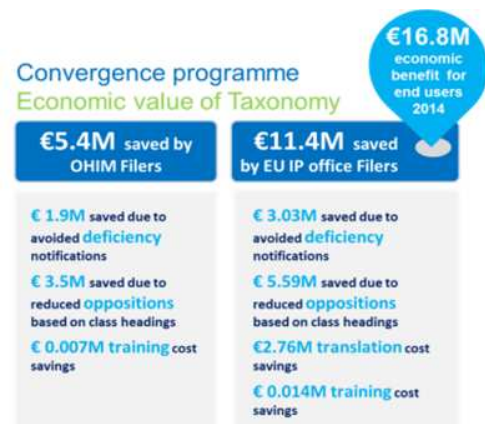 €16.8M
economic
benefit for
end users
2014
Convergence programme
Economic value of Taxonomy
€5.4M saved by
OHIM Filers
€11.4M saved
by EU IP office Filers
€ 1.9M saved due to
avoided deficiency
notifications
€ 3.5M saved due to
reduced oppositions
based on class headings
€ 0.007M training cost
savings
€ 3.03M saved due to
avoided deficiency
notifications
€ 5.59M saved due to
reduced oppositions
based on class headings
€2.76M translation cost
savings
€ 0.014M training cost
savings